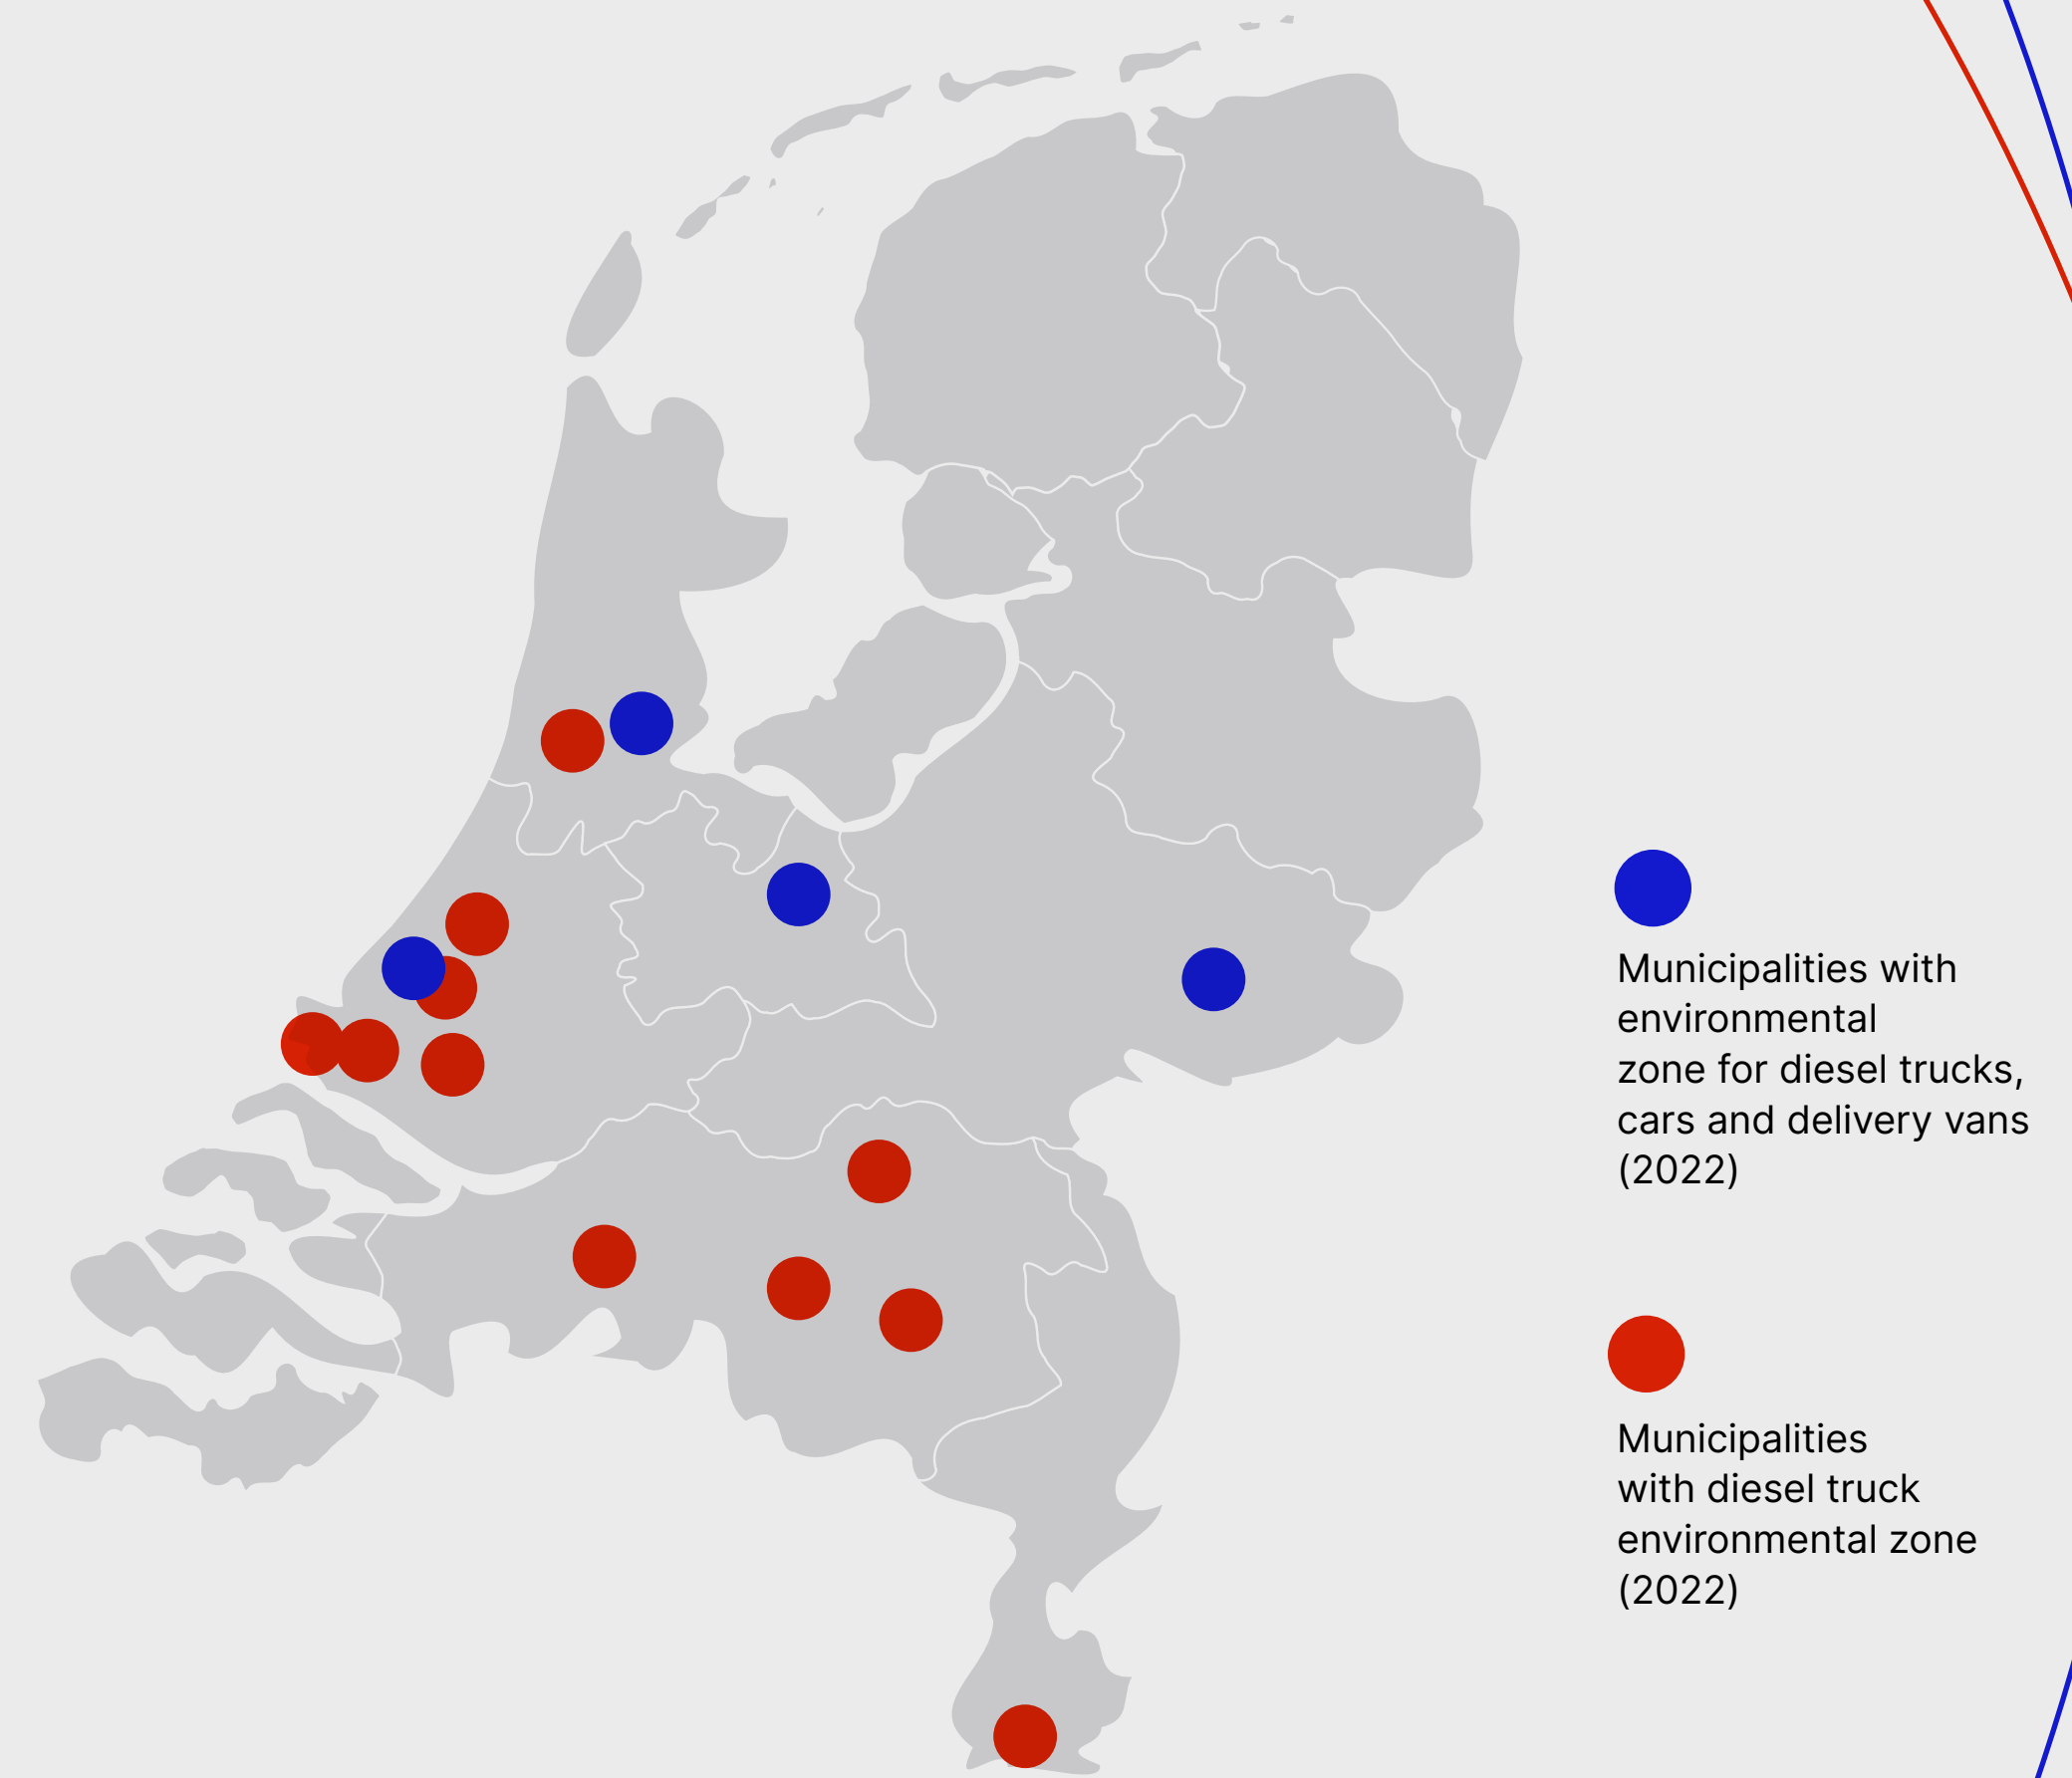 Municipalities with
environmental
zone for diesel trucks,
cars and delivery vans
(2022)
Municipalities
with diesel truck
environmental zone
(2022)